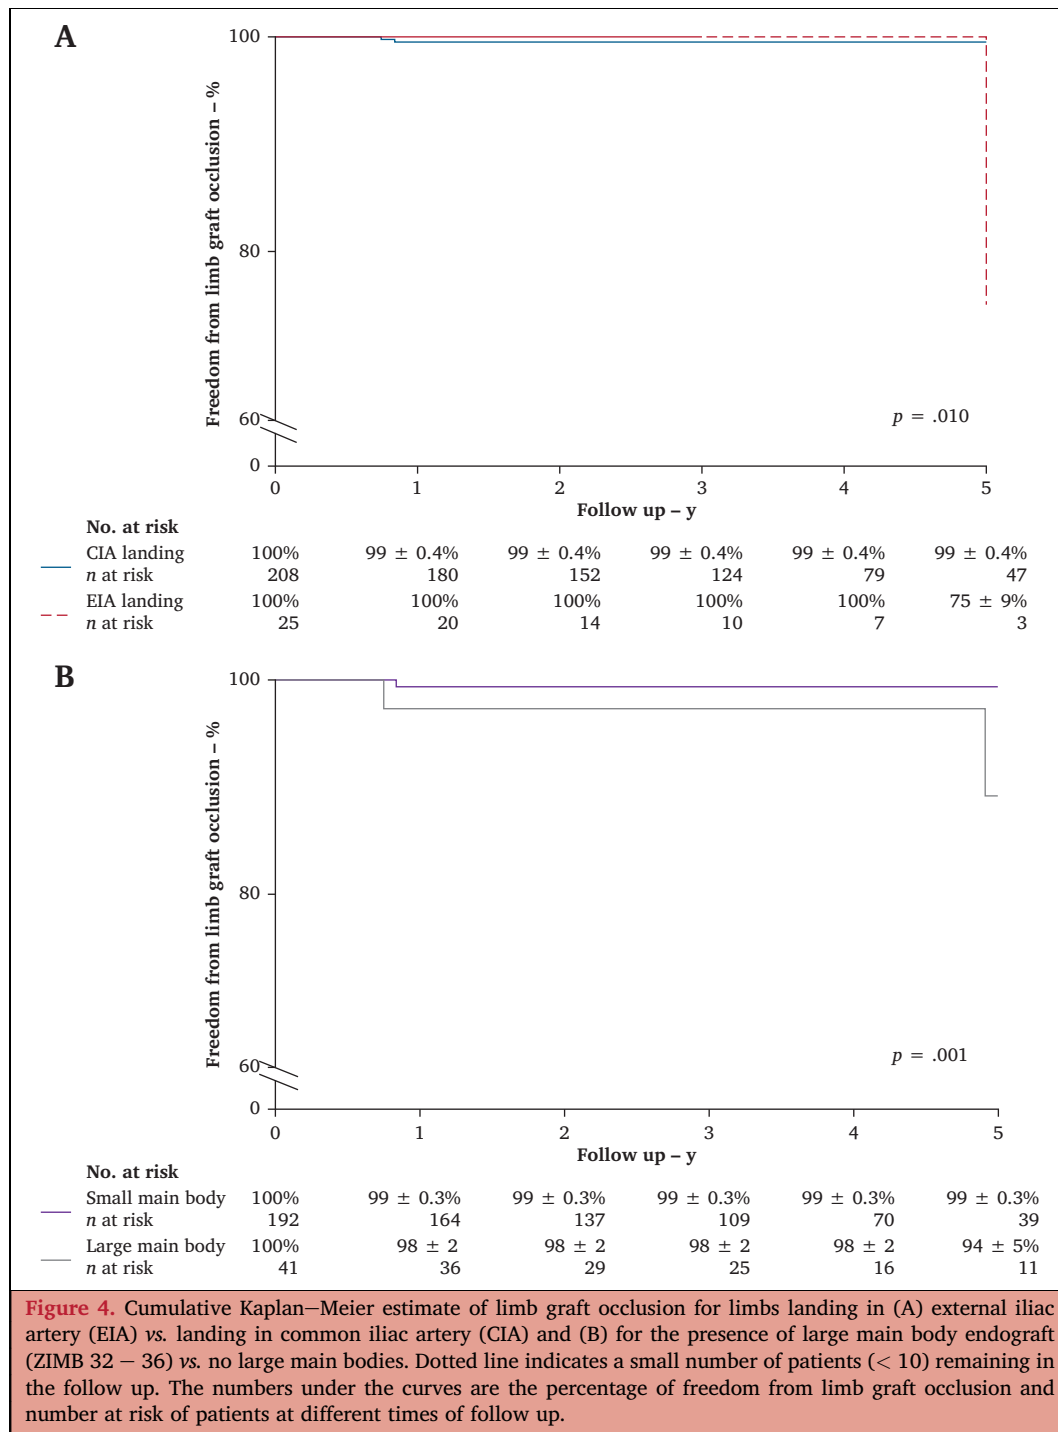 A
Freedom from limb graft occlusion – %
100
80
60
0
p = .010
0 1 2 3 4 5
Follow up – y
No. at risk
CIA landing 100% 99 ± 0.4% 99 ± 0.4% 99 ± 0.4% 99 ± 0.4% 99 ± 0.4%
n at risk 208 180 152 124 79 47
EIA landing 100% 100% 100% 100% 100% 75 ± 9%
n at risk 25 20 14 10 7 3
B
Freedom from limb graft occlusion – %
100
80
60
0
p = .001
0 1 2 3 4 5
Follow up – y
No. at risk
Small main body 100% 99 ± 0.3% 99 ± 0.3% 99 ± 0.3% 99 ± 0.3% 99 ± 0.3%
n at risk 192 164 137 109 70 39
Large main body 100% 98 ± 2 98 ± 2 98 ± 2 98 ± 2 94 ± 5%
n at risk 41 36 29 25 16 11
Figure 4. Cumulative Kaplan–Meier estimate of limb graft occlusion for limbs landing in (A) external iliac
artery (EIA) vs. landing in common iliac artery (CIA) and (B) for the presence of large main body endograft
(ZIMB 32 – 36) vs. no large main bodies. Dotted line indicates a small number of patients (< 10) remaining in
the follow up. The numbers under the curves are the percentage of freedom from limb graft occlusion and
number at risk of patients at different times of follow up.